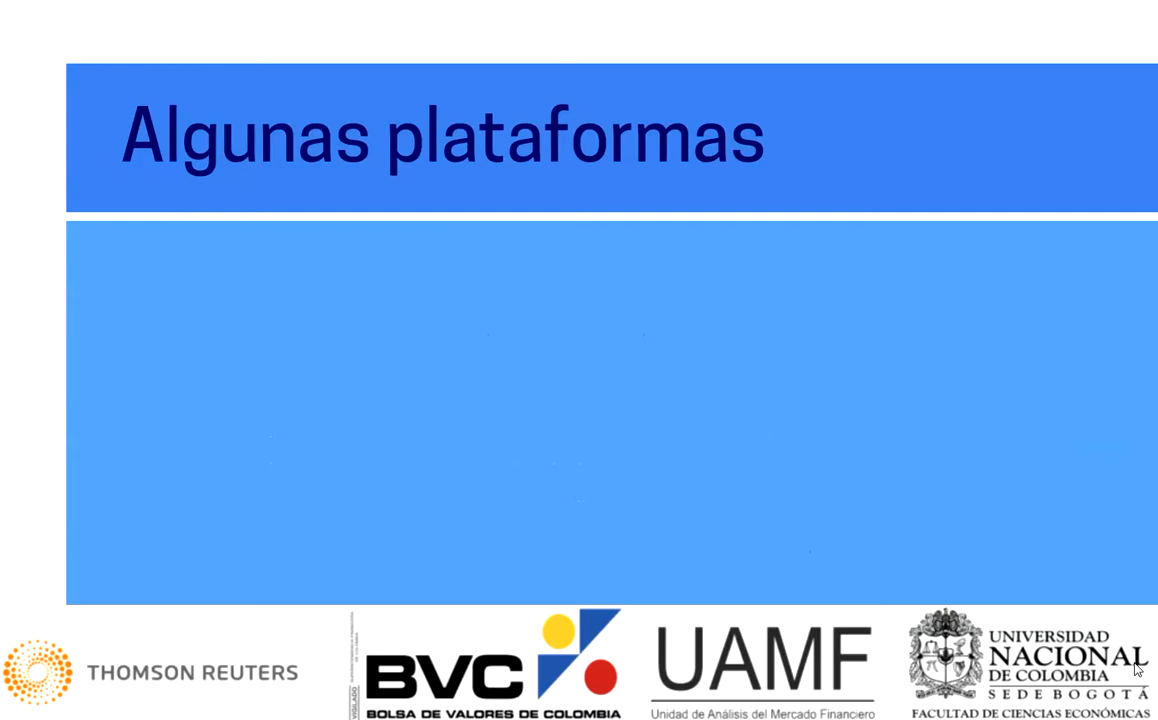 Algunas plataformas
THOMSON REUTERS
VIGILADO
BVC
BOLSA DE VALORES DE COLOMBIA
UAMF
Unidad de Análisis del Mercado Financiero
UNIVERSIDAD
NACIONAL
DE COLOMBIA
SEDE BOGOTÁ
FACULTAD DE CIENCIAS ECONÓMICAS